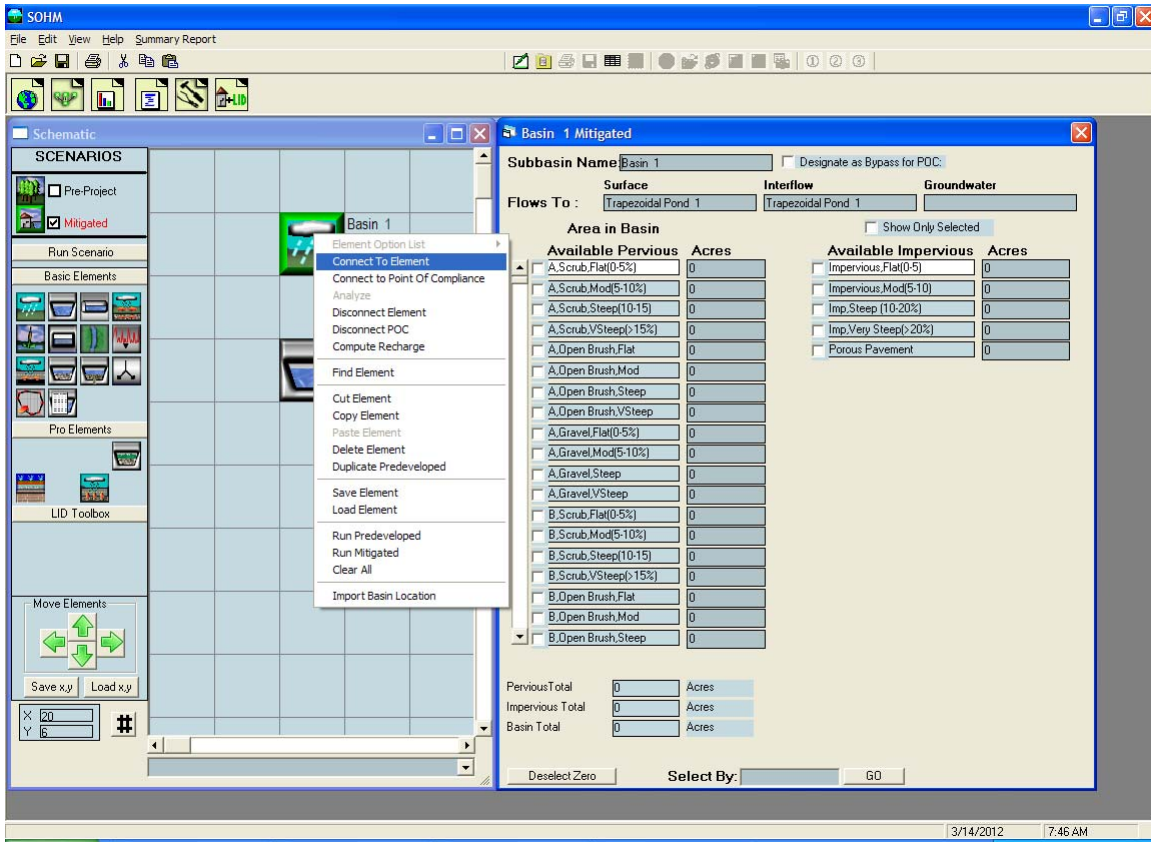 SOHM
File Edit View Help Summary Report
Schematic
SCENARIOS
Pre-Project
Mitigated
Run Scenario
Basic Elements
Pro Elements
LID Toolbox
Move Elements
Save x,y Load x,y
X 20
Y 6
#
+LID
Basin 1
Element Option List
Connect To Element
Connect to Point Of Compliance
Analyze
Disconnect Element
Disconnect POC
Compute Recharge
Find Element
Cut Element
Copy Element
Paste Element
Delete Element
Duplicate Predeveloped
Save Element
Load Element
Run Predeveloped
Run Mitigated
Clear All
Import Basin Location
Basin 1 Mitigated
Subbasin Name: Basin 1 Designate as Bypass for POC:
Surface Interflow Groundwater
Flows To : Trapezoidal Pond 1 Trapezoidal Pond 1
Area in Basin Show Only Selected
Available Pervious Acres Available Impervious Acres
A,Scrub,Flat(0-5%) 0 Impervious,Flat(0-5) 0
A,Scrub,Mod(5-10%) 0 Impervious,Mod(5-10) 0
A,Scrub,Steep(10-15) 0 Imp,Steep (10-20%) 0
A,Scrub,VSteep(>15%) 0 Imp,Very Steep(>20%) 0
A,Open Brush,Flat 0 Porous Pavement 0
A,Open Brush,Mod 0
A,Open Brush,Steep 0
A,Open Brush,VSteep 0
A,Gravel,Flat(0-5%) 0
A,Gravel,Mod(5-10%) 0
A,Gravel,Steep 0
A,Gravel,VSteep 0
B,Scrub,Flat(0-5%) 0
B,Scrub,Mod(5-10%) 0
B,Scrub,Steep(10-15) 0
B,Scrub,VSteep(>15%) 0
B,Open Brush,Flat 0
B,Open Brush,Mod 0
B,Open Brush,Steep 0
PerviousTotal 0 Acres
Impervious Total 0 Acres
Basin Total 0 Acres
Deselect Zero Select By: GO
3/14/2012 7:46 AM